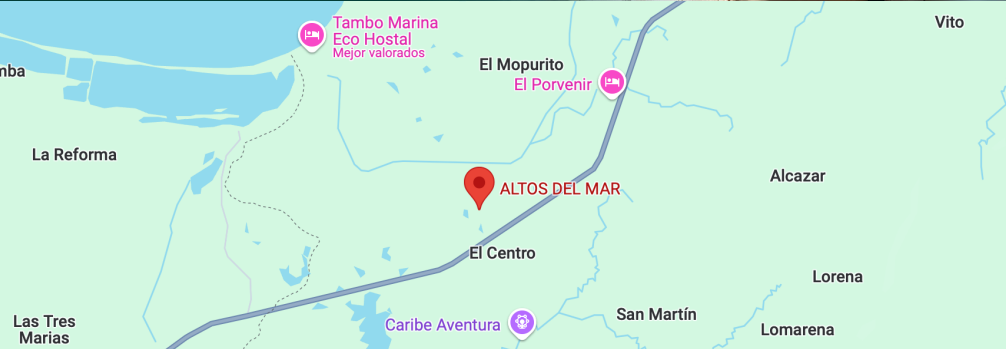 Tambo Marina
Eco Hostal
Mejor valorados
Vito
El Mopurito
mba
El Porvenir
La Reforma
Alcazar
ALTOS DEL MAR
El Centro
Lorena
San Martín
Las Tres
Marias
Caribe Aventura
Lomarena